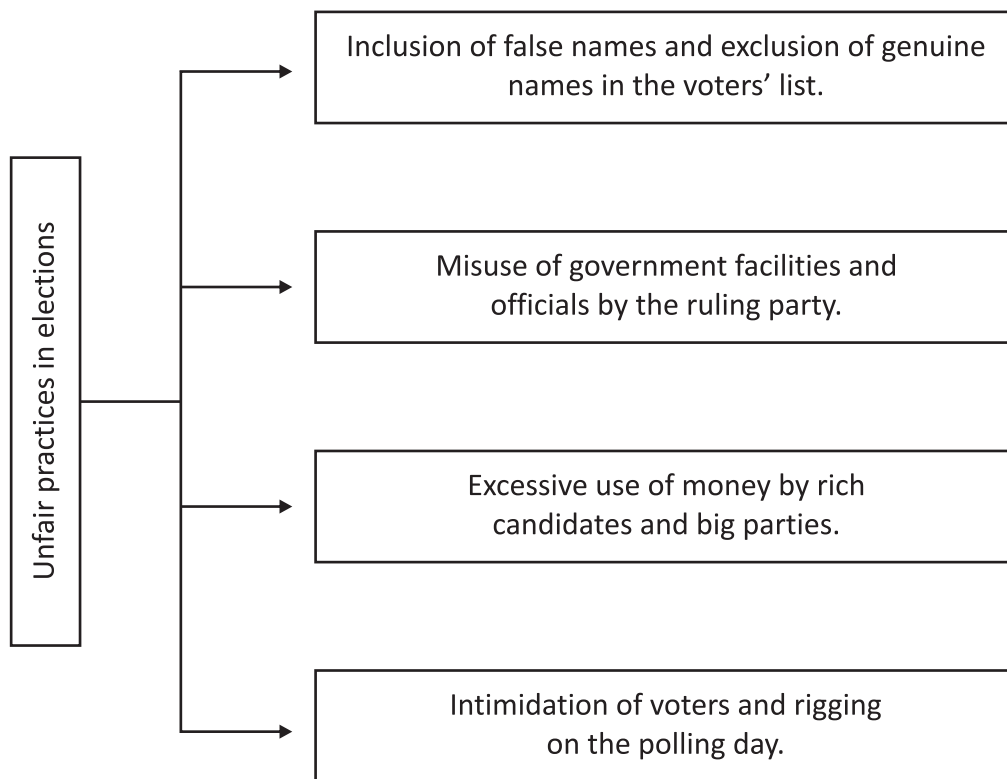 Unfair practices in elections
Inclusion of false names and exclusion of genuine
names in the voters’ list.
Misuse of government facilities and
officials by the ruling party.
Excessive use of money by rich
candidates and big parties.
Intimidation of voters and rigging
on the polling day.